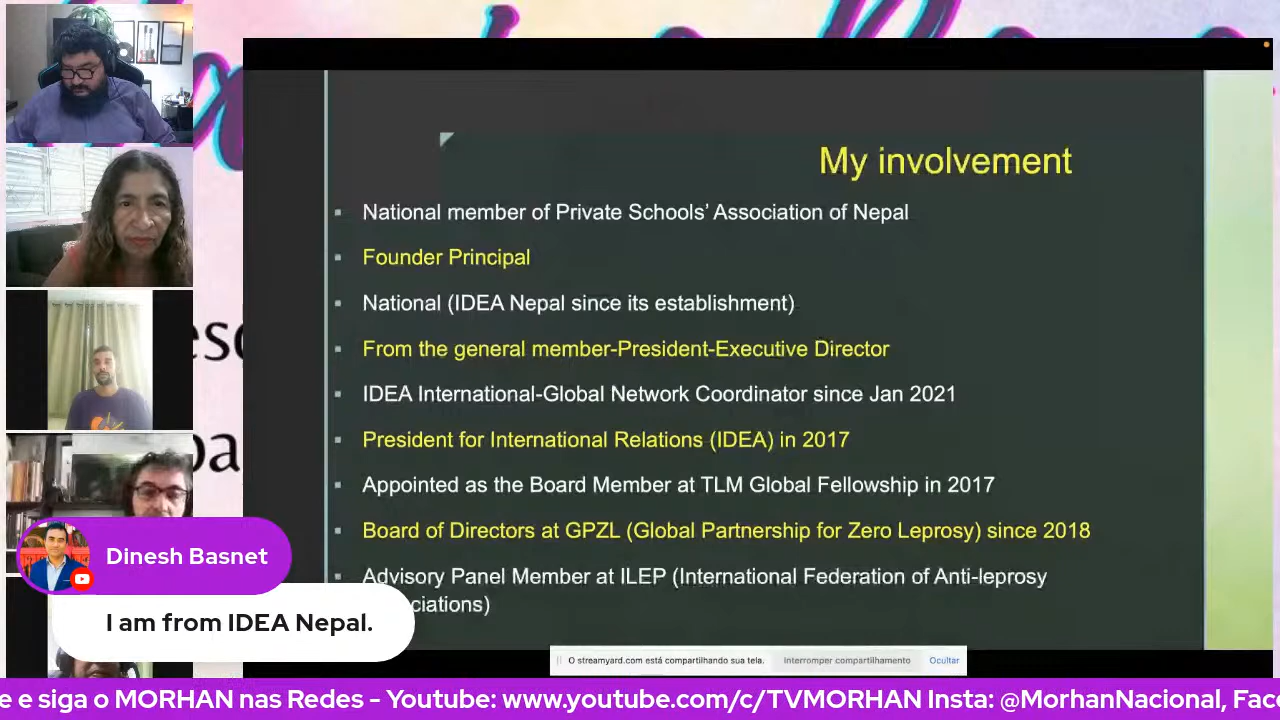 My involvement
National member of Private Schools’ Association of Nepal
Founder Principal
National (IDEA Nepal since its establishment)
From the general member-President-Executive Director
IDEA International-Global Network Coordinator since Jan 2021
President for International Relations (IDEA) in 2017
Appointed as the Board Member at TLM Global Fellowship in 2017
Board of Directors at GPZL (Global Partnership for Zero Leprosy) since 2018
Advisory Panel Member at ILEP (International Federation of Anti-leprosy
ciations)
Dinesh Basnet
I am from IDEA Nepal.
O streamyard.com está compartilhando sua tela. Interromper compartilhamento Ocultar
e e siga o MORHAN nas Redes - Youtube: www.youtube.com/c/TVMORHAN Insta: @MorhanNacional, Face